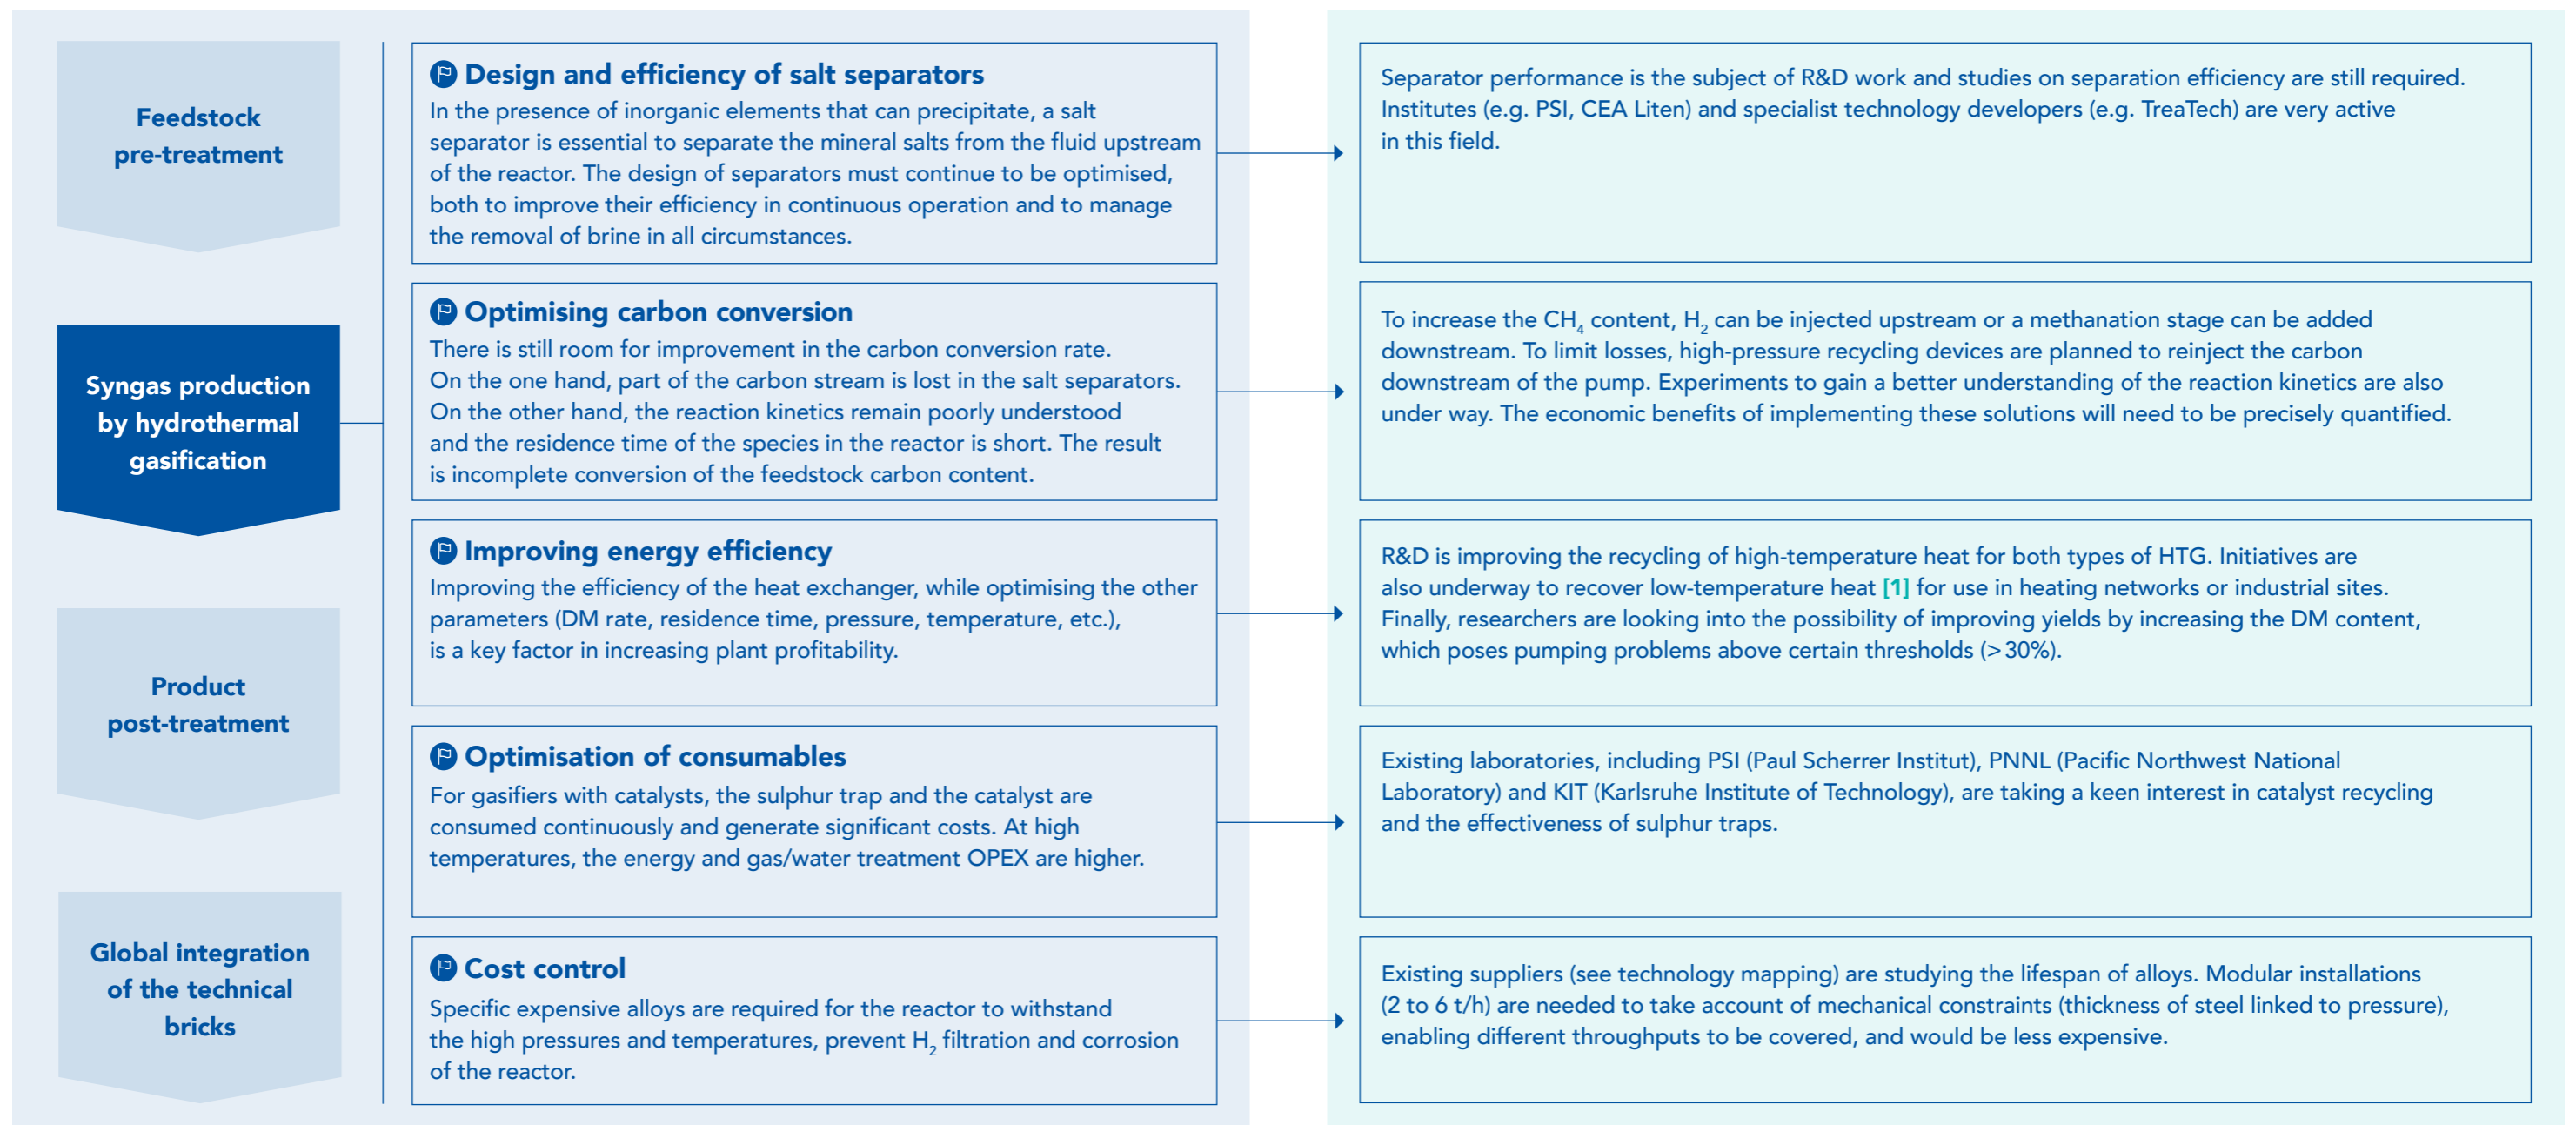 Feedstock
pre-treatment
Syngas production
by hydrothermal
gasification
Product
post-treatment
Global integration
of the technical
bricks
Design and efficiency of salt separators
In the presence of inorganic elements that can precipitate, a salt
separator is essential to separate the mineral salts from the fluid upstream
of the reactor. The design of separators must continue to be optimised,
both to improve their efficiency in continuous operation and to manage
the removal of brine in all circumstances.
Separator performance is the subject of R&D work and studies on separation efficiency are still required.
Institutes (e.g. PSI, CEA Liten) and specialist technology developers (e.g. TreaTech) are very active
in this field.
Optimising carbon conversion
There is still room for improvement in the carbon conversion rate.
On the one hand, part of the carbon stream is lost in the salt separators.
On the other hand, the reaction kinetics remain poorly understood
and the residence time of the species in the reactor is short. The result
is incomplete conversion of the feedstock carbon content.
To increase the CH₄ content, H₂ can be injected upstream or a methanation stage can be added
downstream. To limit losses, high-pressure recycling devices are planned to reinject the carbon
downstream of the pump. Experiments to gain a better understanding of the reaction kinetics are also
under way. The economic benefits of implementing these solutions will need to be precisely quantified.
Improving energy efficiency
Improving the efficiency of the heat exchanger, while optimising the other
parameters (DM rate, residence time, pressure, temperature, etc.),
is a key factor in increasing plant profitability.
R&D is improving the recycling of high-temperature heat for both types of HTG. Initiatives are
also underway to recover low-temperature heat [1] for use in heating networks or industrial sites.
Finally, researchers are looking into the possibility of improving yields by increasing the DM content,
which poses pumping problems above certain thresholds (>30%).
Optimisation of consumables
For gasifiers with catalysts, the sulphur trap and the catalyst are
consumed continuously and generate significant costs. At high
temperatures, the energy and gas/water treatment OPEX are higher.
Existing laboratories, including PSI (Paul Scherrer Institut), PNNL (Pacific Northwest National
Laboratory) and KIT (Karlsruhe Institute of Technology), are taking a keen interest in catalyst recycling
and the effectiveness of sulphur traps.
Cost control
Specific expensive alloys are required for the reactor to withstand
the high pressures and temperatures, prevent H₂ filtration and corrosion
of the reactor.
Existing suppliers (see technology mapping) are studying the lifespan of alloys. Modular installations
(2 to 6 t/h) are needed to take account of mechanical constraints (thickness of steel linked to pressure),
enabling different throughputs to be covered, and would be less expensive.